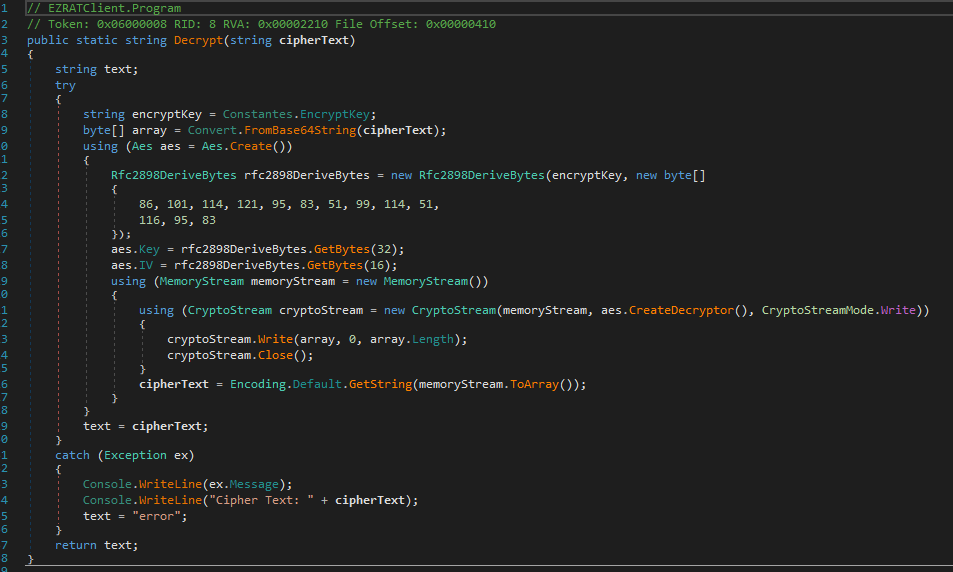 1 // EZRATClient.Program
2 // Token: 0x06000008 RID: 8 RVA: 0x00002210 File Offset: 0x00000410
3 public static string Decrypt(string cipherText)
4 {
5 string text;
6 try
7 {
8 string encryptKey = Constantes.EncryptKey;
9 byte[] array = Convert.FromBase64String(cipherText);
0 using (Aes aes = Aes.Create())
1 {
2 Rfc2898DeriveBytes rfc2898DeriveBytes = new Rfc2898DeriveBytes(encryptKey, new byte[]
3 {
4 86, 101, 114, 121, 95, 83, 51, 99, 114, 51,
5 116, 95, 83
6 });
7 aes.Key = rfc2898DeriveBytes.GetBytes(32);
8 aes.IV = rfc2898DeriveBytes.GetBytes(16);
9 using (MemoryStream memoryStream = new MemoryStream())
0 {
1 using (CryptoStream cryptoStream = new CryptoStream(memoryStream, aes.CreateDecryptor(), CryptoStreamMode.Write))
2 {
3 cryptoStream.Write(array, 0, array.Length);
4 cryptoStream.Close();
5 }
6 cipherText = Encoding.Default.GetString(memoryStream.ToArray());
7 }
8 }
9 text = cipherText;
0 }
1 catch (Exception ex)
2 {
3 Console.WriteLine(ex.Message);
4 Console.WriteLine("Cipher Text: " + cipherText);
5 text = "error";
6 }
7 return text;
8 }
9